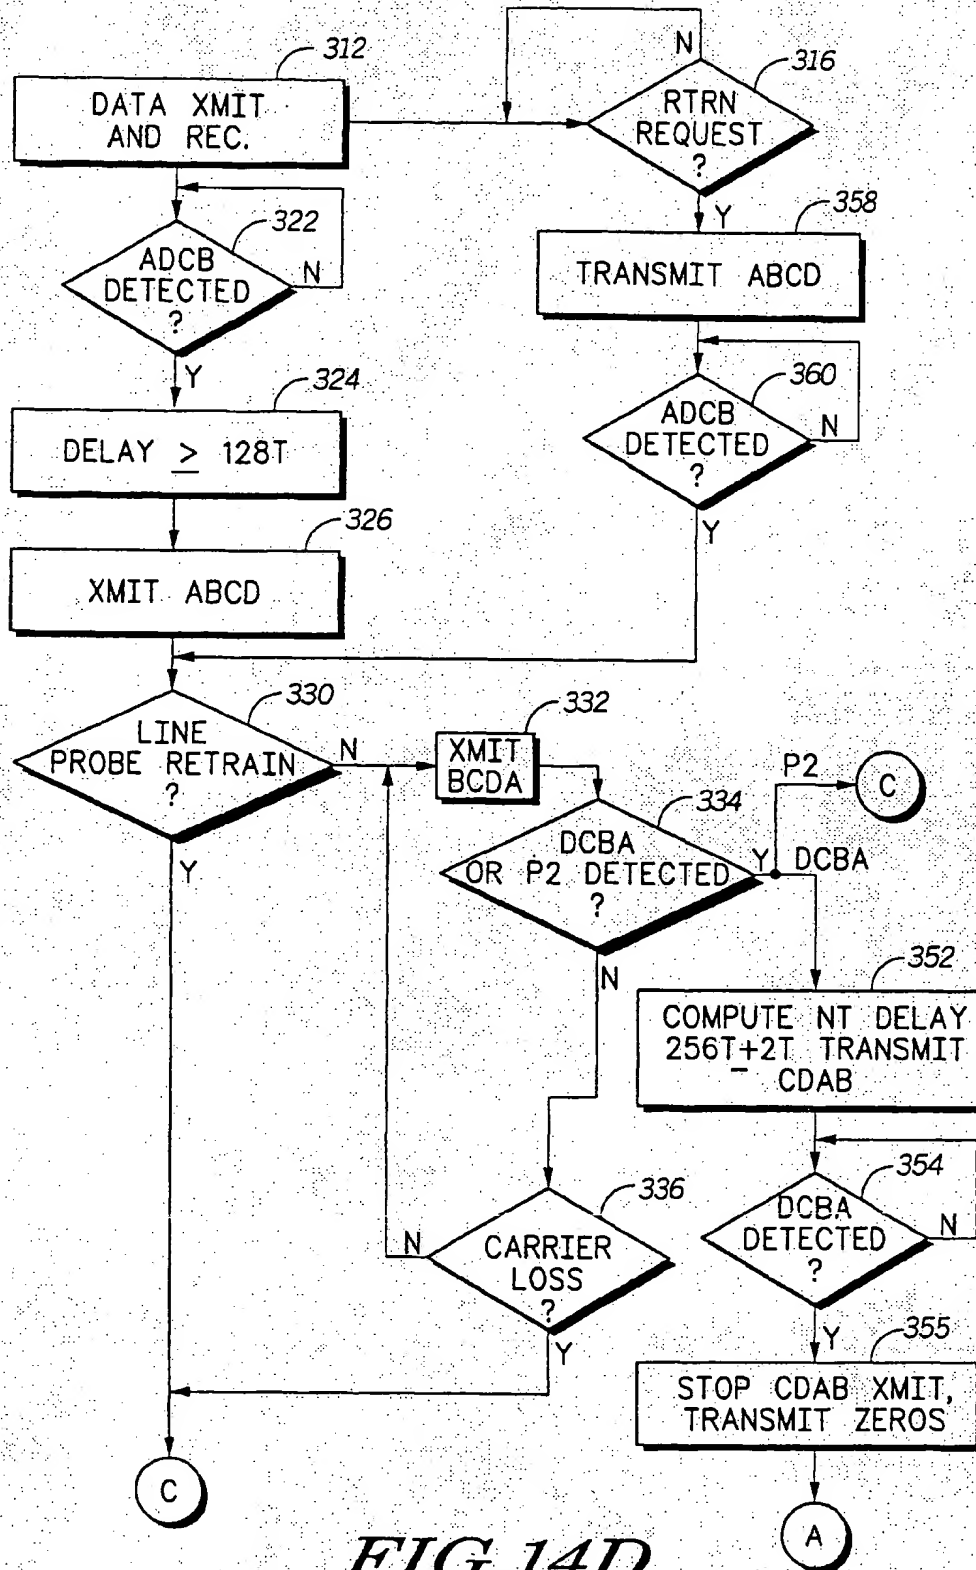 312
DATA XMIT
AND REC.
N
316
RTRN
REQUEST
?
Y
322
ADCB
DETECTED
?
N
Y
358
TRANSMIT ABCD
324
DELAY ≥ 128T
360
ADCB
DETECTED
?
N
Y
326
XMIT ABCD
330
LINE
PROBE RETRAIN
?
N
Y
332
XMIT
BCDA
334
DCBA
OR P2 DETECTED
?
Y
P2
C
DCBA
N
352
COMPUTE NT DELAY
256T±2T TRANSMIT
CDAB
336
CARRIER
LOSS
?
N
Y
354
DCBA
DETECTED
?
N
Y
355
STOP CDAB XMIT,
TRANSMIT ZEROS
C
A
FIG. 14D